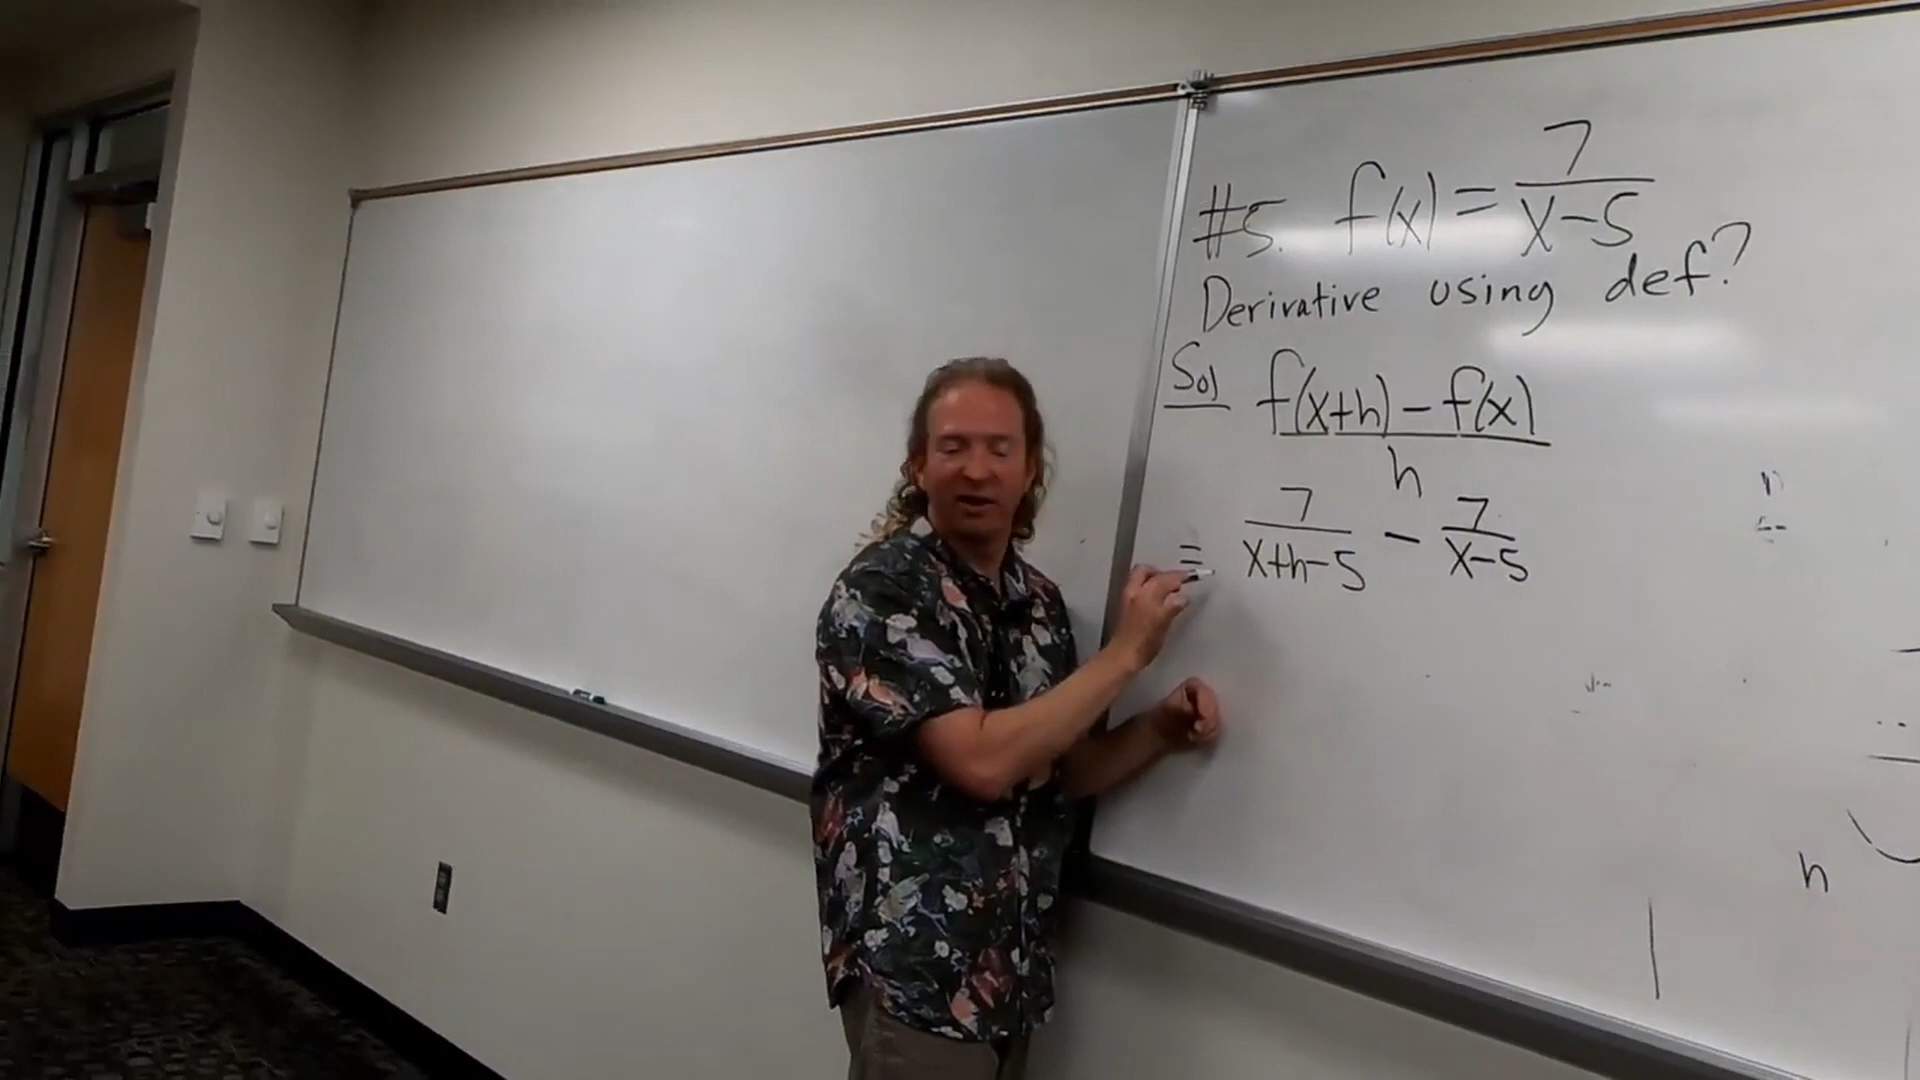 #5. f(x) = 7/(x-5)
Derivative using def?
Sol (f(x+h) - f(x))/h
= 7/(x+h-5) - 7/(x-5)
h